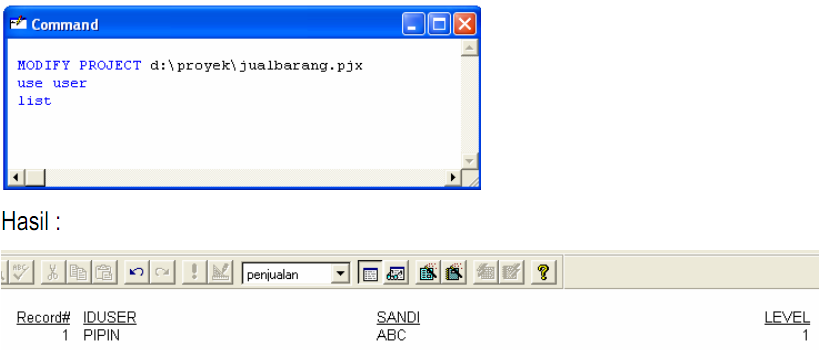 Command
MODIFY PROJECT d:\proyek\jualbarang.pjx
use user
list
Hasil :
ABC
penjualan
?
Record# IDUSER SANDI LEVEL
1 PIPIN ABC 1